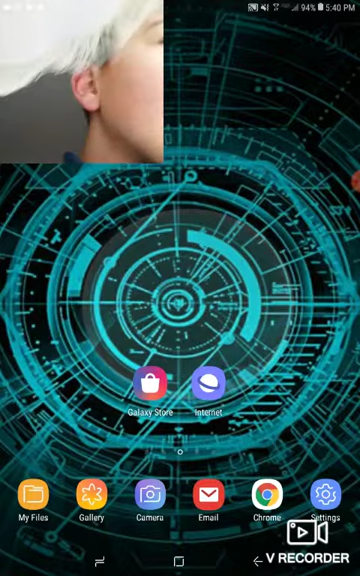 94% 5:40 PM
Galaxy Store
Internet
My Files
Gallery
Camera
Email
Chrome
Settings
V RECORDER